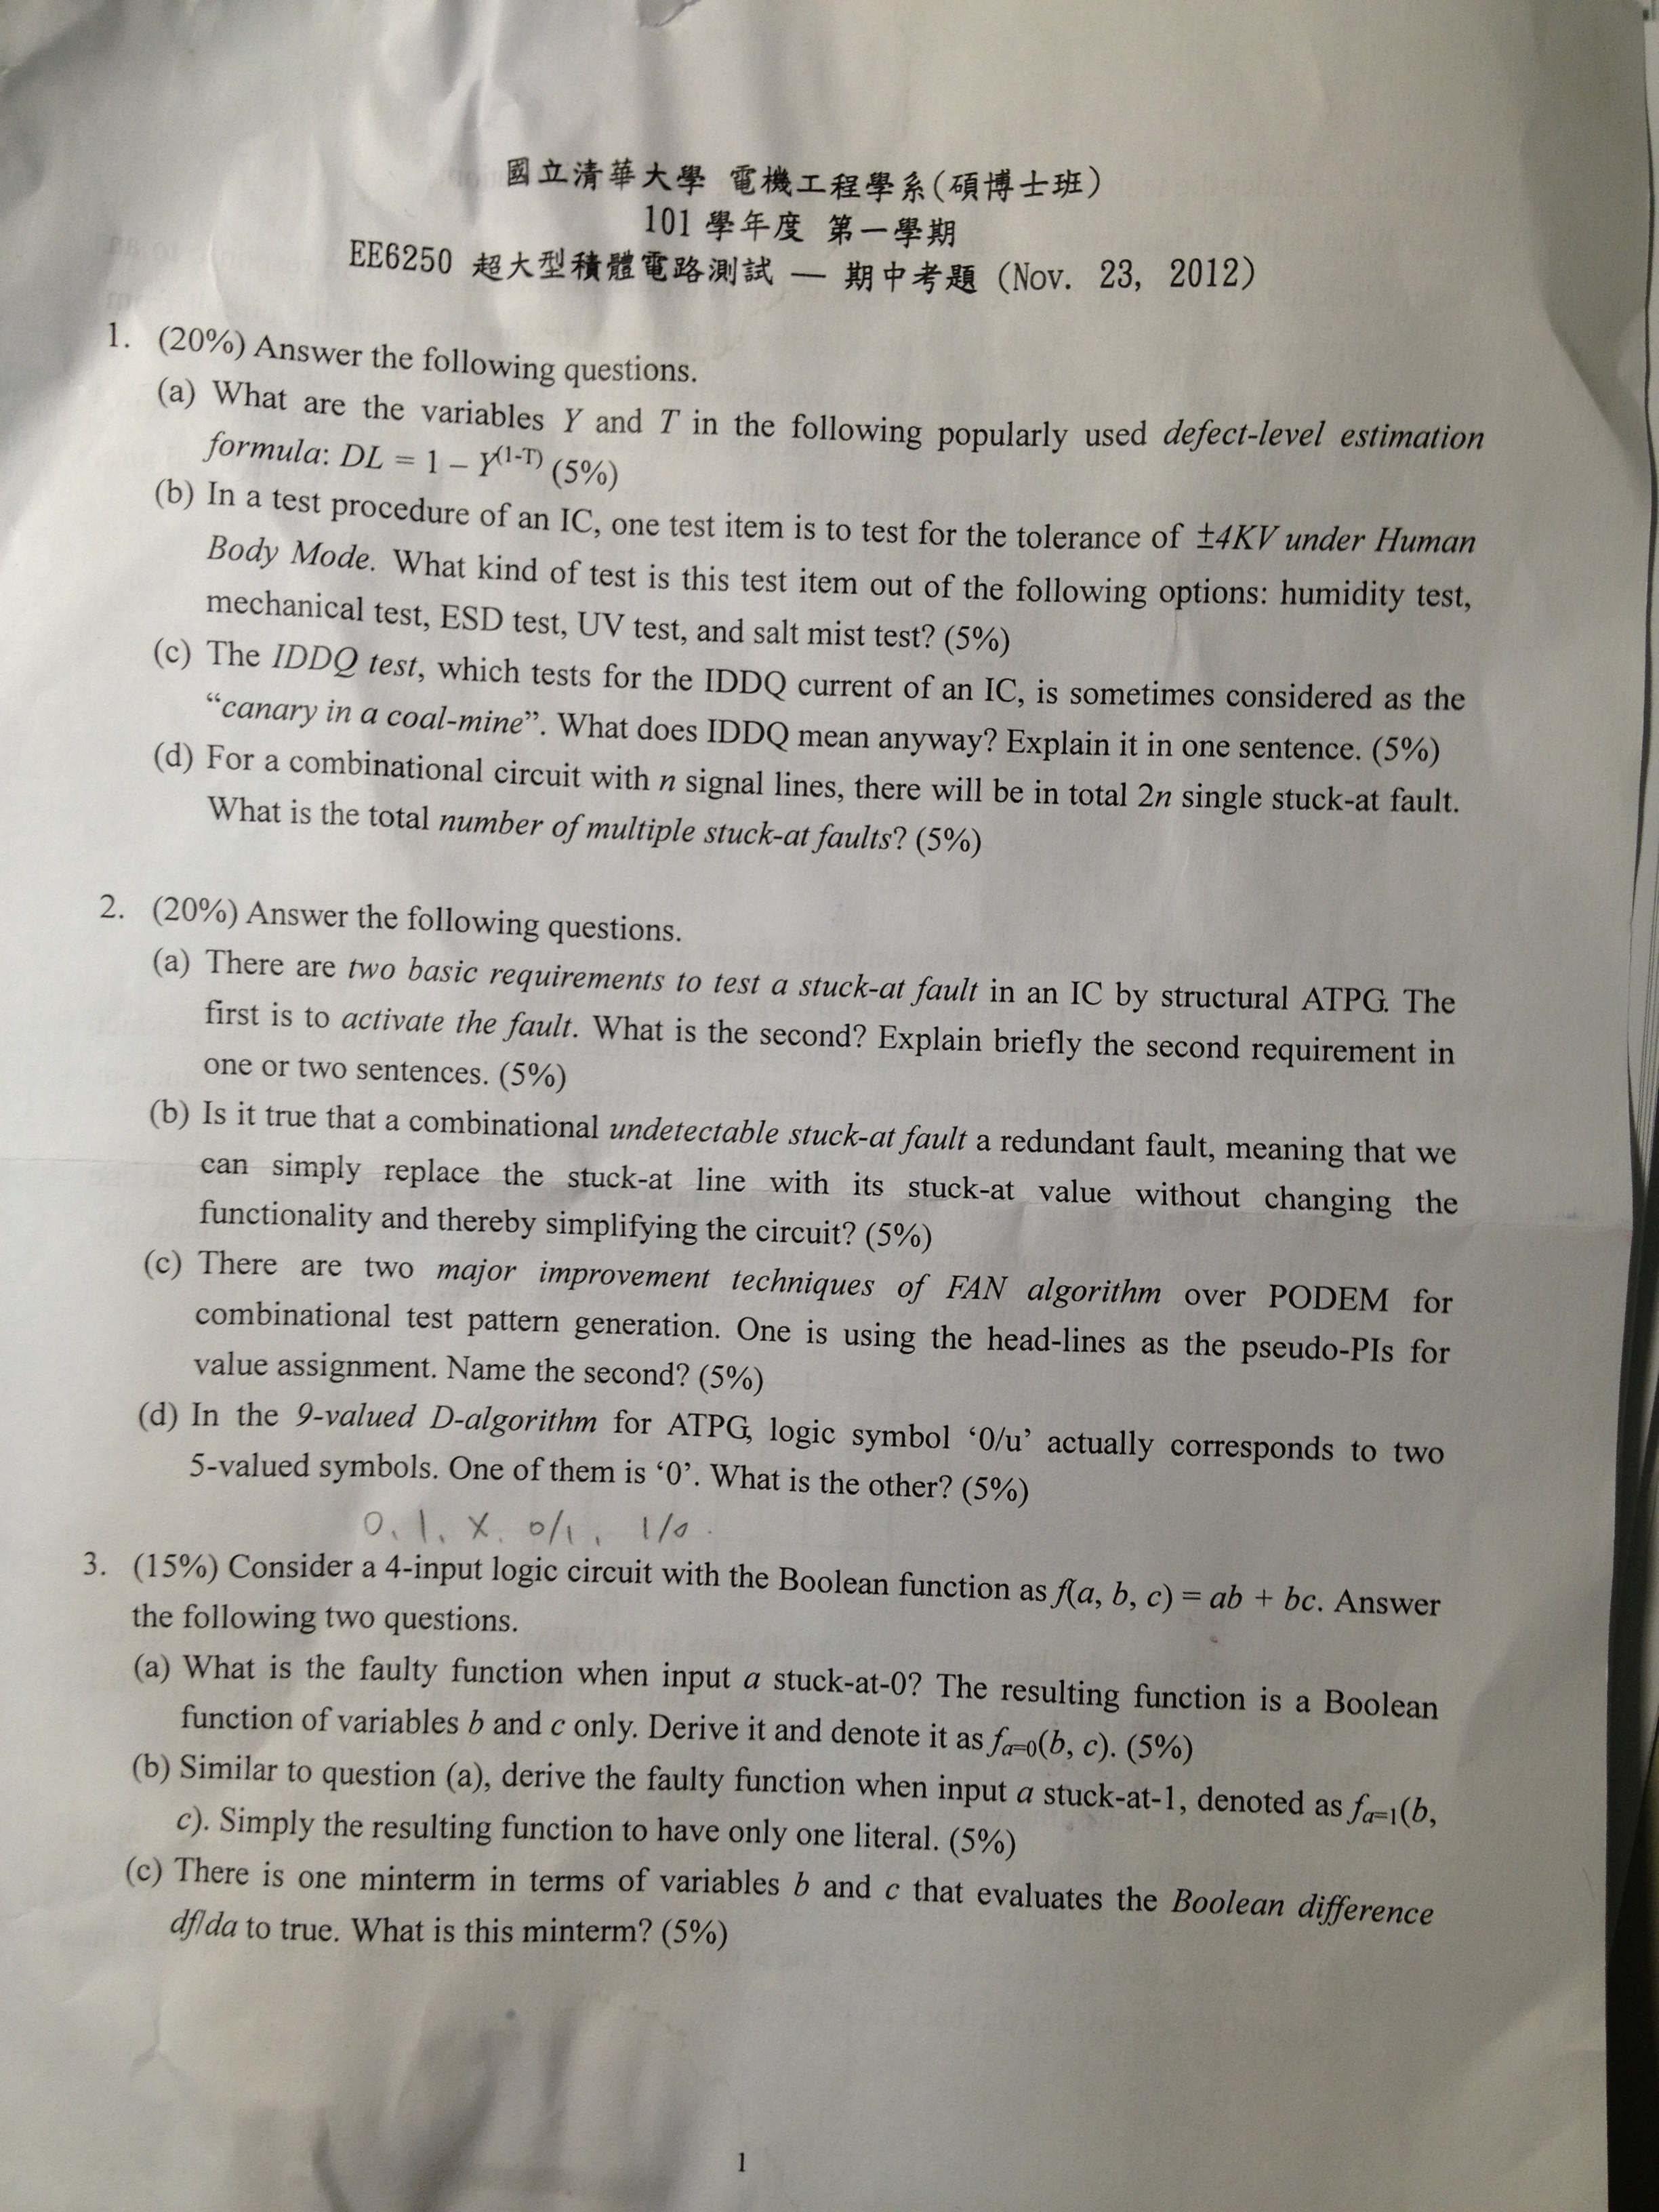 國立清華大學 電機工程學系(碩博士班)
101 學年度 第一學期
EE6250 超大型積體電路測試 — 期中考題 (Nov. 23, 2012)
1. (20%) Answer the following questions.
(a) What are the variables Y and T in the following popularly used defect-level estimation
formula: DL = 1 – Y(1-T) (5%)
(b) In a test procedure of an IC, one test item is to test for the tolerance of ±4KV under Human
Body Mode. What kind of test is this test item out of the following options: humidity test,
mechanical test, ESD test, UV test, and salt mist test? (5%)
(c) The IDDQ test, which tests for the IDDQ current of an IC, is sometimes considered as the
“canary in a coal-mine”. What does IDDQ mean anyway? Explain it in one sentence. (5%)
(d) For a combinational circuit with n signal lines, there will be in total 2n single stuck-at fault.
What is the total number of multiple stuck-at faults? (5%)
2. (20%) Answer the following questions.
(a) There are two basic requirements to test a stuck-at fault in an IC by structural ATPG. The
first is to activate the fault. What is the second? Explain briefly the second requirement in
one or two sentences. (5%)
(b) Is it true that a combinational undetectable stuck-at fault a redundant fault, meaning that we
can simply replace the stuck-at line with its stuck-at value without changing the
functionality and thereby simplifying the circuit? (5%)
(c) There are two major improvement techniques of FAN algorithm over PODEM for
combinational test pattern generation. One is using the head-lines as the pseudo-PIs for
value assignment. Name the second? (5%)
(d) In the 9-valued D-algorithm for ATPG, logic symbol ‘0/u’ actually corresponds to two
5-valued symbols. One of them is ‘0’. What is the other? (5%)
0, 1, X, 0/1, 1/0.
3. (15%) Consider a 4-input logic circuit with the Boolean function as f(a, b, c) = ab + bc. Answer
the following two questions.
(a) What is the faulty function when input a stuck-at-0? The resulting function is a Boolean
function of variables b and c only. Derive it and denote it as fa=0(b, c). (5%)
(b) Similar to question (a), derive the faulty function when input a stuck-at-1, denoted as fa=1(b,
c). Simply the resulting function to have only one literal. (5%)
(c) There is one minterm in terms of variables b and c that evaluates the Boolean difference
df/da to true. What is this minterm? (5%)
1